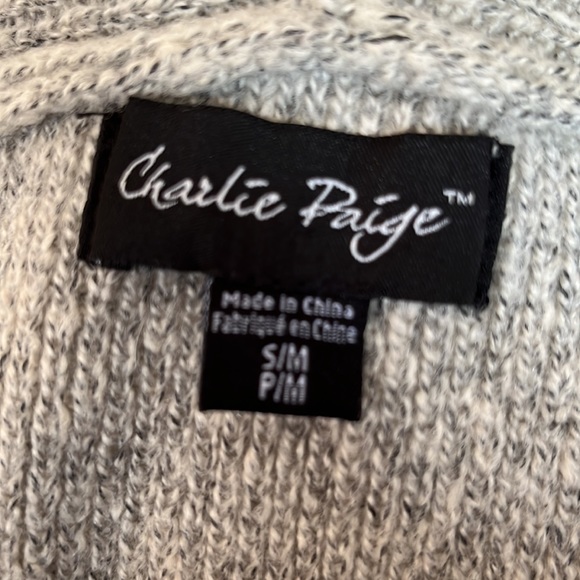 Charlie Paige™
Made in China
Fabriqué en Chine
S/M
P/M